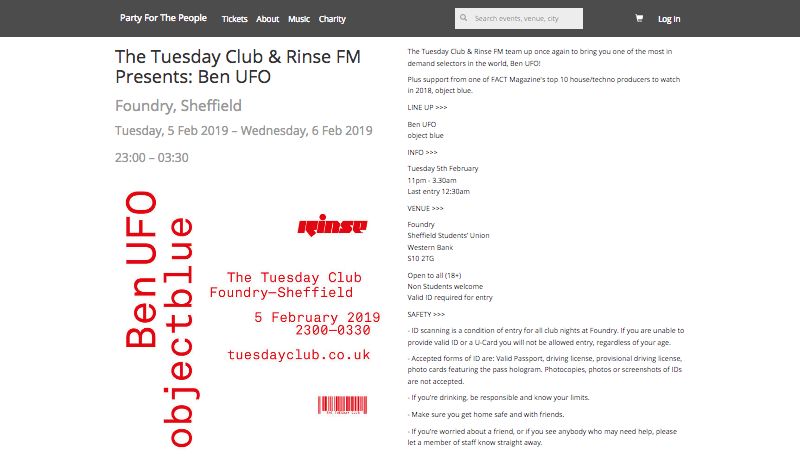 Party For The People
Tickets
About
Music
Charity
Search events, venue, city
Log in
The Tuesday Club & Rinse FM
Presents: Ben UFO
Foundry, Sheffield
Tuesday, 5 Feb 2019 – Wednesday, 6 Feb 2019
23:00 – 03:30
Ben UFO
objectblue
rinse
The Tuesday Club
Foundry—Sheffield
5 February 2019
2300—0330
tuesdayclub.co.uk
THE TUESDAY CLUB
The Tuesday Club & Rinse FM team up once again to bring you one of the most in
demand selectors in the world, Ben UFO!
Plus support from one of FACT Magazine's top 10 house/techno producers to watch
in 2018, object blue.
LINE UP >>>
Ben UFO
object blue
INFO >>>
Tuesday 5th February
11pm - 3.30am
Last entry 12:30am
VENUE >>>
Foundry
Sheffield Students' Union
Western Bank
S10 2TG
Open to all (18+)
Non Students welcome
Valid ID required for entry
SAFETY >>>
- ID scanning is a condition of entry for all club nights at Foundry. If you are unable to
provide valid ID or a U-Card you will not be allowed entry, regardless of your age.
- Accepted forms of ID are: Valid Passport, driving license, provisional driving license,
photo cards featuring the pass hologram. Photocopies, photos or screenshots of IDs
are not accepted.
- If you're drinking, be responsible and know your limits.
- Make sure you get home safe and with friends.
- If you're worried about a friend, or if you see anybody who may need help, please
let a member of staff know straight away.